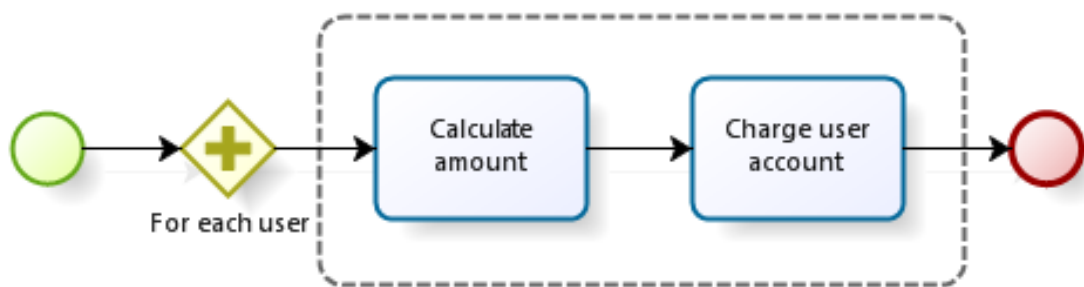 For each user
Calculate
amount
Charge user
account